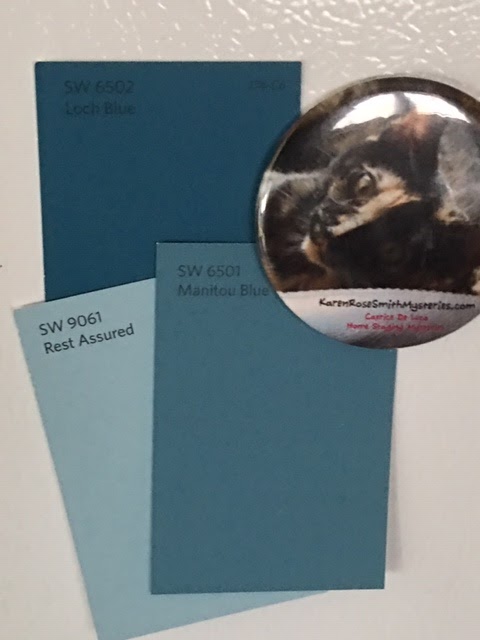 SW 6502
Loch Blue
SW 6501
Manitou Blue
SW 9061
Rest Assured
KarenRoseSmithMysteries.com
Caprice De Luca
Home Staging Mysteries